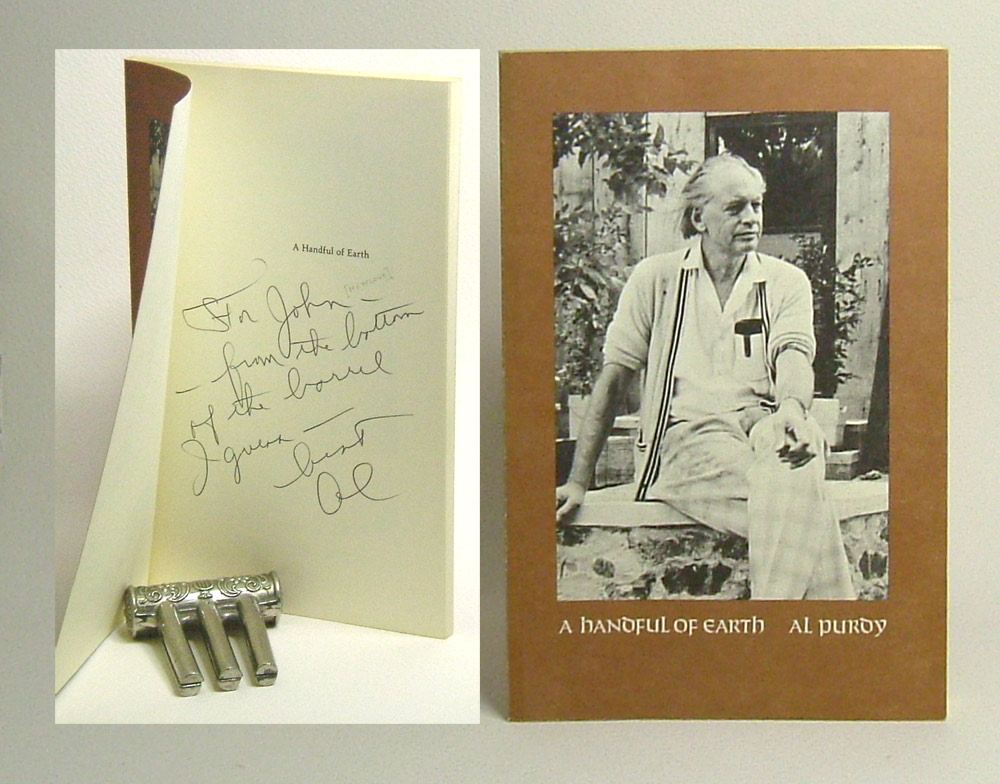 A Handful of Earth
For John –
– from the bottom
of the barrel
I guess –
best
Al
A HANDFUL OF EARTH AL PURDY